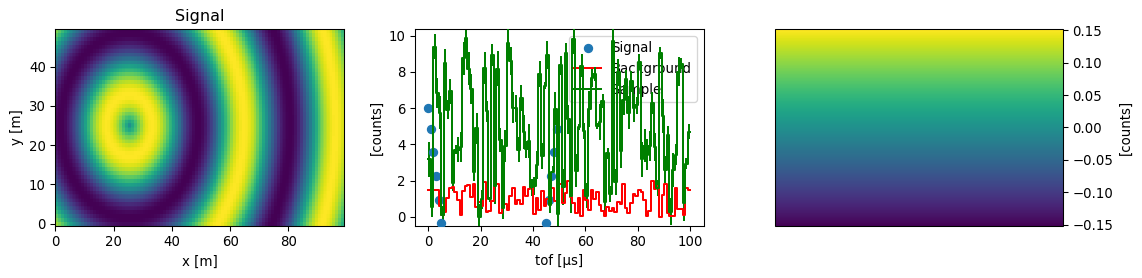 Signal
40
30
20
10
0
y [m]
0 20 40 60 80
x [m]
10
8
6
4
2
0
[counts]
0 20 40 60 80 100
tof [µs]
Signal
Background
Sample
0.15
0.10
0.05
0.00
−0.05
−0.10
−0.15
[counts]